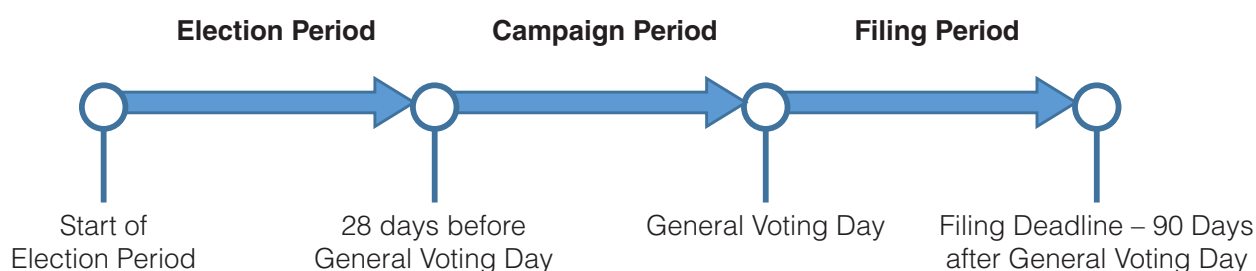 Election Period
Campaign Period
Filing Period
Start of
Election Period
28 days before
General Voting Day
General Voting Day
Filing Deadline – 90 Days
after General Voting Day